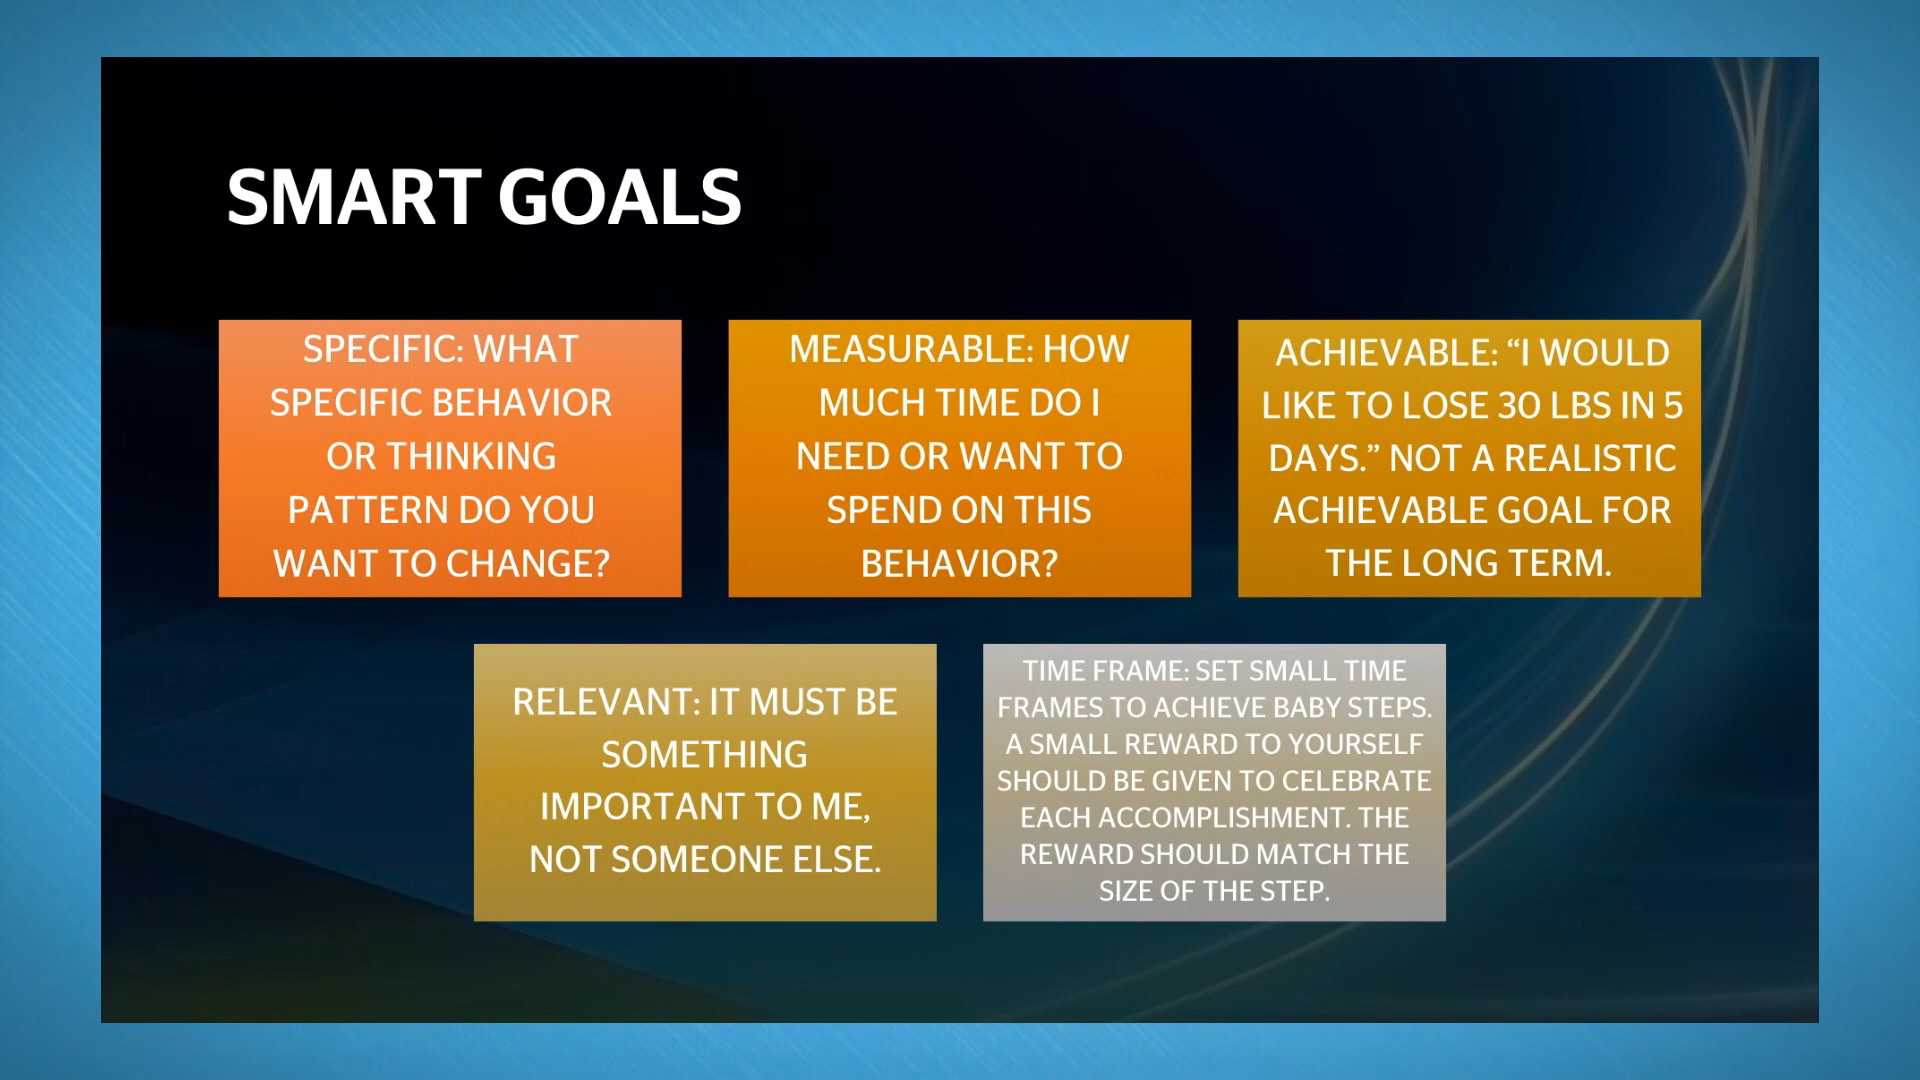 SMART GOALS
SPECIFIC: WHAT
SPECIFIC BEHAVIOR
OR THINKING
PATTERN DO YOU
WANT TO CHANGE?
MEASURABLE: HOW
MUCH TIME DO I
NEED OR WANT TO
SPEND ON THIS
BEHAVIOR?
ACHIEVABLE: “I WOULD
LIKE TO LOSE 30 LBS IN 5
DAYS.” NOT A REALISTIC
ACHIEVABLE GOAL FOR
THE LONG TERM.
RELEVANT: IT MUST BE
SOMETHING
IMPORTANT TO ME,
NOT SOMEONE ELSE.
TIME FRAME: SET SMALL TIME
FRAMES TO ACHIEVE BABY STEPS.
A SMALL REWARD TO YOURSELF
SHOULD BE GIVEN TO CELEBRATE
EACH ACCOMPLISHMENT. THE
REWARD SHOULD MATCH THE
SIZE OF THE STEP.